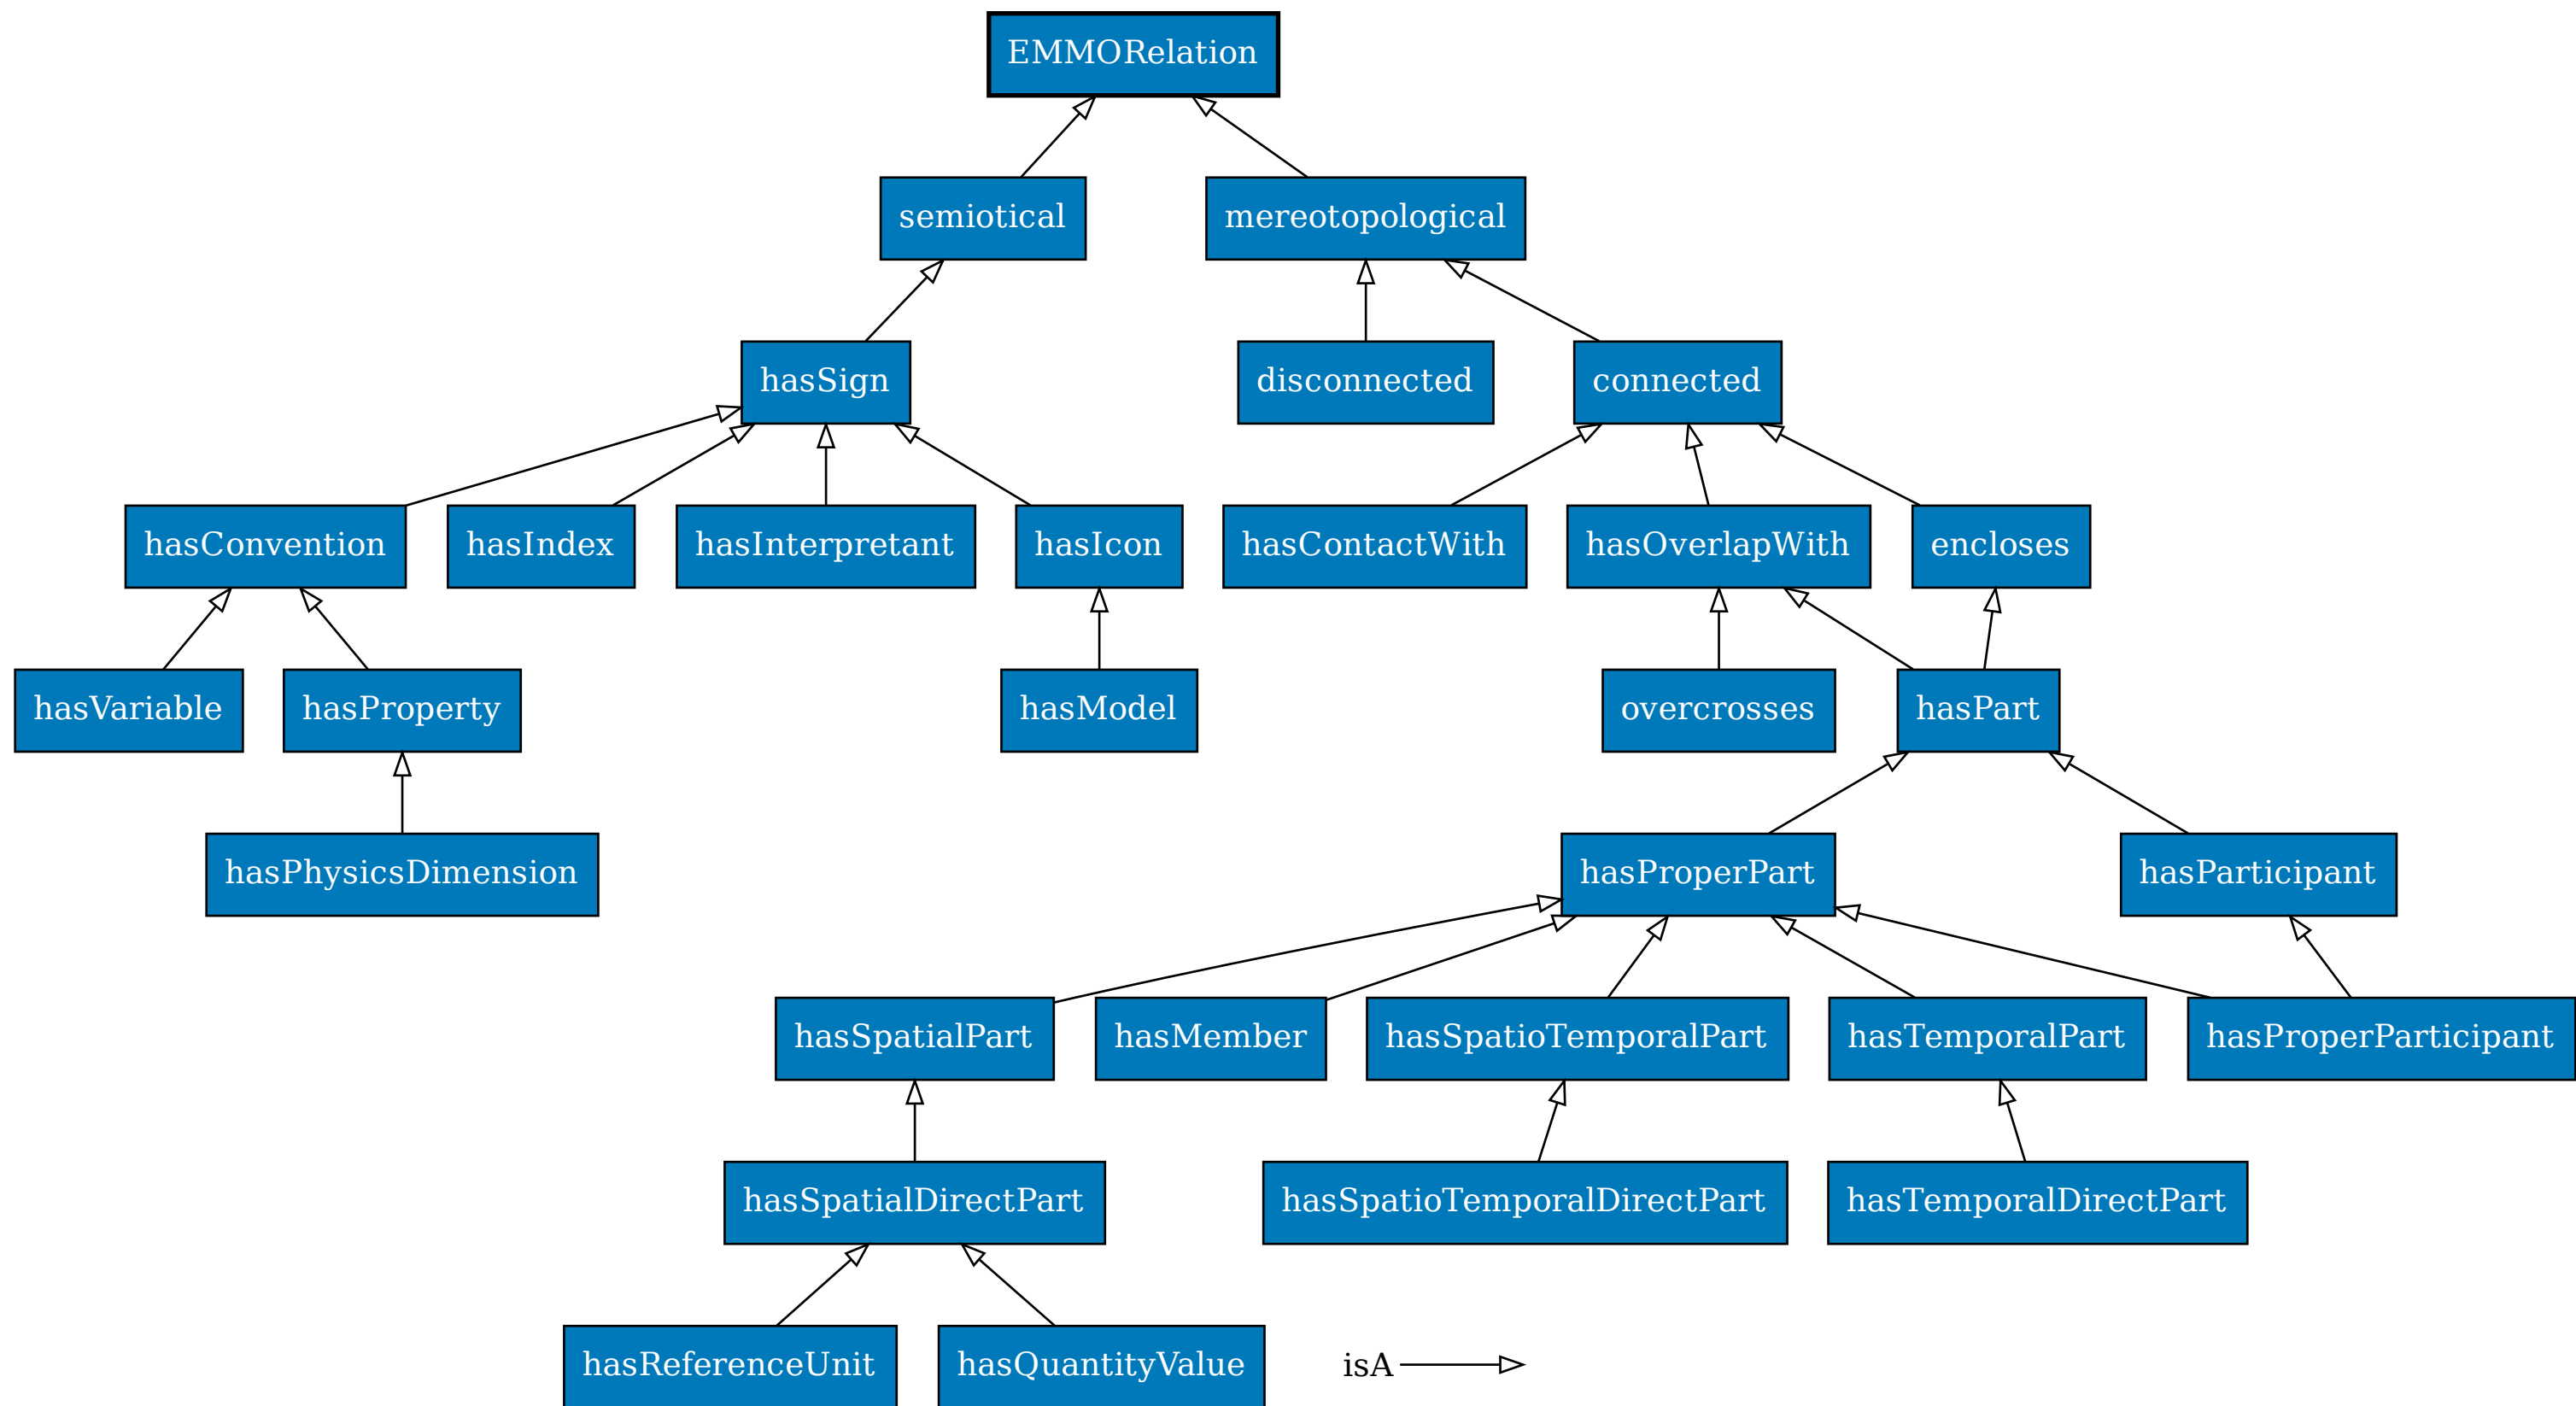 EMMORelation
semiotical
mereotopological
hasSign
disconnected
connected
hasConvention
hasIndex
hasInterpretant
hasIcon
hasContactWith
hasOverlapWith
encloses
hasVariable
hasProperty
hasModel
overcrosses
hasPart
hasPhysicsDimension
hasProperPart
hasParticipant
hasSpatialPart
hasMember
hasSpatioTemporalPart
hasTemporalPart
hasProperParticipant
hasSpatialDirectPart
hasSpatioTemporalDirectPart
hasTemporalDirectPart
hasReferenceUnit
hasQuantityValue
isA